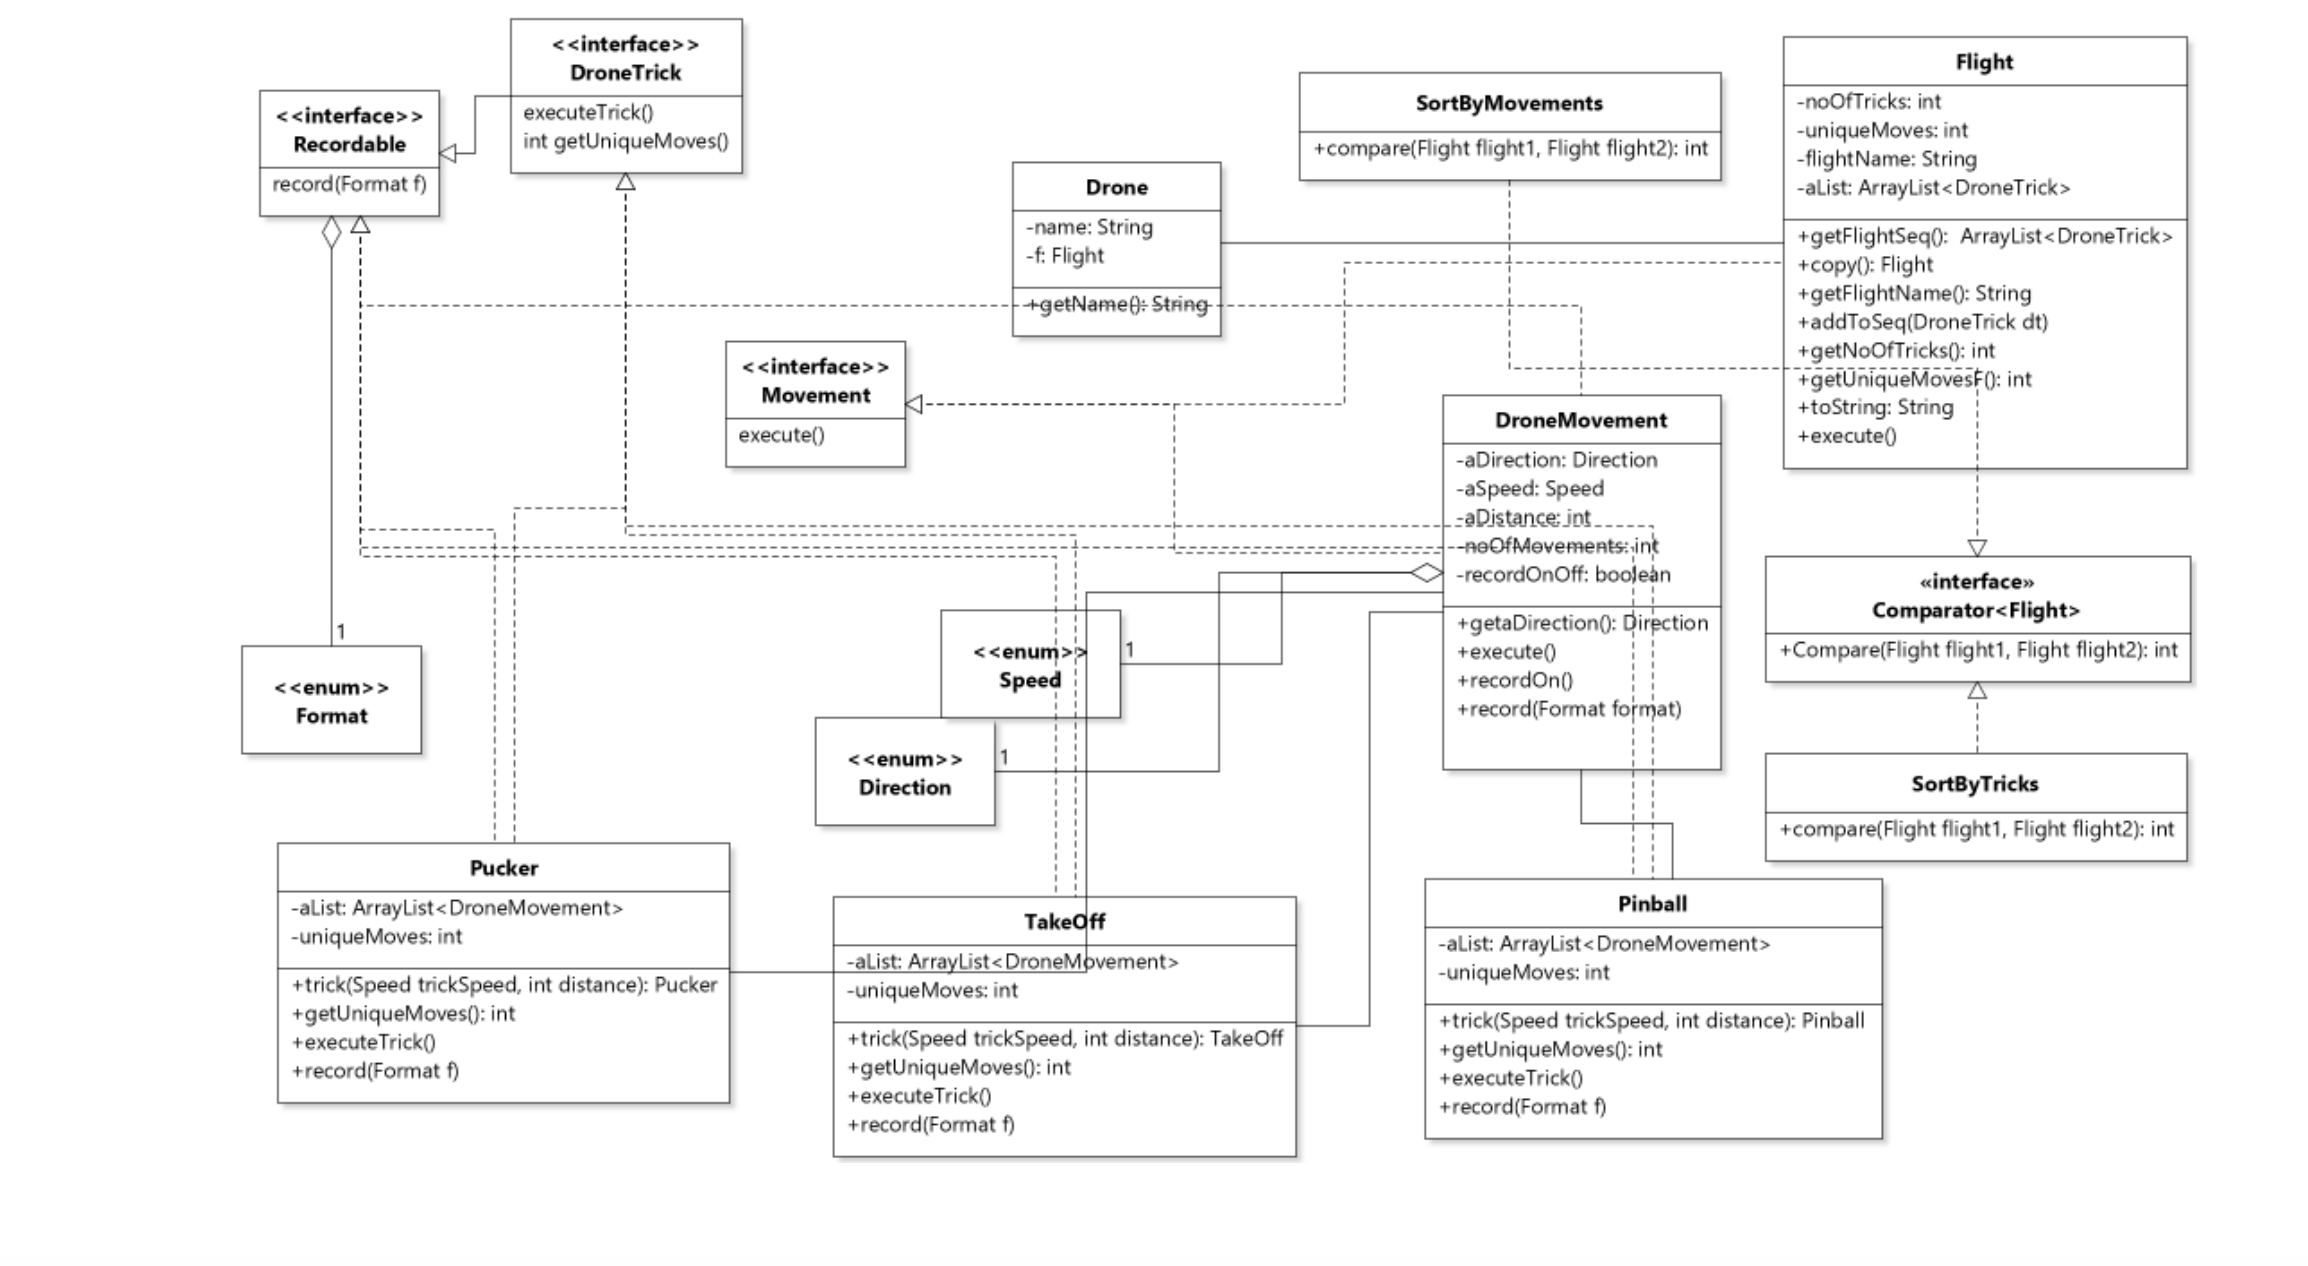 <<interface>>
DroneTrick
executeTrick()
int getUniqueMoves()
<<interface>>
Recordable
record(Format f)
SortByMovements
+compare(Flight flight1, Flight flight2): int
Flight
-noOfTricks: int
-uniqueMoves: int
-flightName: String
-aList: ArrayList<DroneTrick>
+getFlightSeq():  ArrayList<DroneTrick>
+copy(): Flight
+getFlightName(): String
+addToSeq(DroneTrick dt)
+getNoOfTricks(): int
+getUniqueMovesF(): int
+toString: String
+execute()
Drone
-name: String
-f: Flight
+getName(): String
<<interface>>
Movement
execute()
DroneMovement
-aDirection: Direction
-aSpeed: Speed
-aDistance: int
-noOfMovements: int
-recordOnOff: boolean
+getaDirection(): Direction
+execute()
+recordOn()
+record(Format format)
«interface»
Comparator<Flight>
+Compare(Flight flight1, Flight flight2): int
1
<<enum>>
Format
<<enum>>
Speed
1
<<enum>>
Direction
1
SortByTricks
+compare(Flight flight1, Flight flight2): int
Pucker
-aList: ArrayList<DroneMovement>
-uniqueMoves: int
+trick(Speed trickSpeed, int distance): Pucker
+getUniqueMoves(): int
+executeTrick()
+record(Format f)
TakeOff
-aList: ArrayList<DroneMovement>
-uniqueMoves: int
+trick(Speed trickSpeed, int distance): TakeOff
+getUniqueMoves(): int
+executeTrick()
+record(Format f)
Pinball
-aList: ArrayList<DroneMovement>
-uniqueMoves: int
+trick(Speed trickSpeed, int distance): Pinball
+getUniqueMoves(): int
+executeTrick()
+record(Format f)